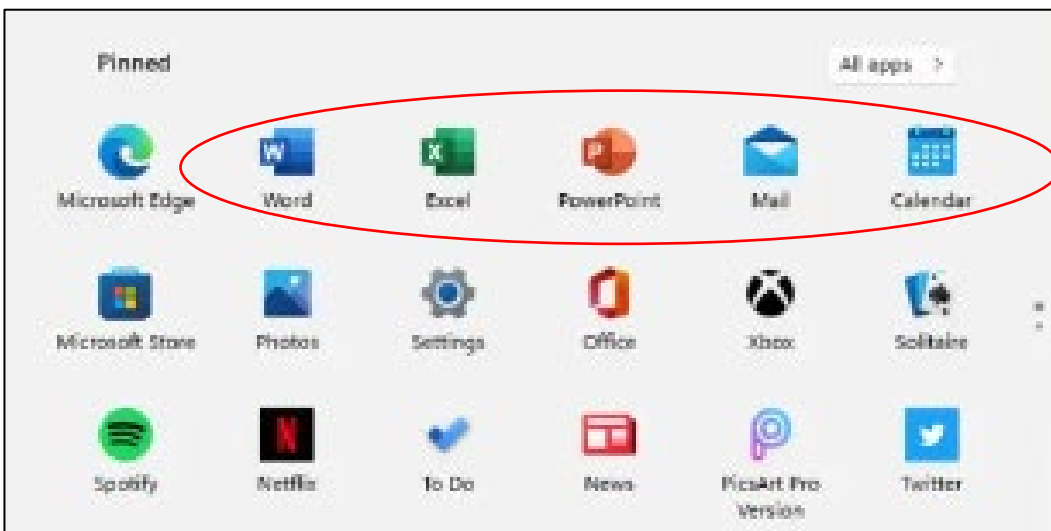 Pinned
All apps >
Microsoft Edge Word Excel PowerPoint Mail Calendar
Microsoft Store Photos Settings Office Xbox Solitaire
Spotify Netflix To Do News PicsArt Pro Twitter
Version